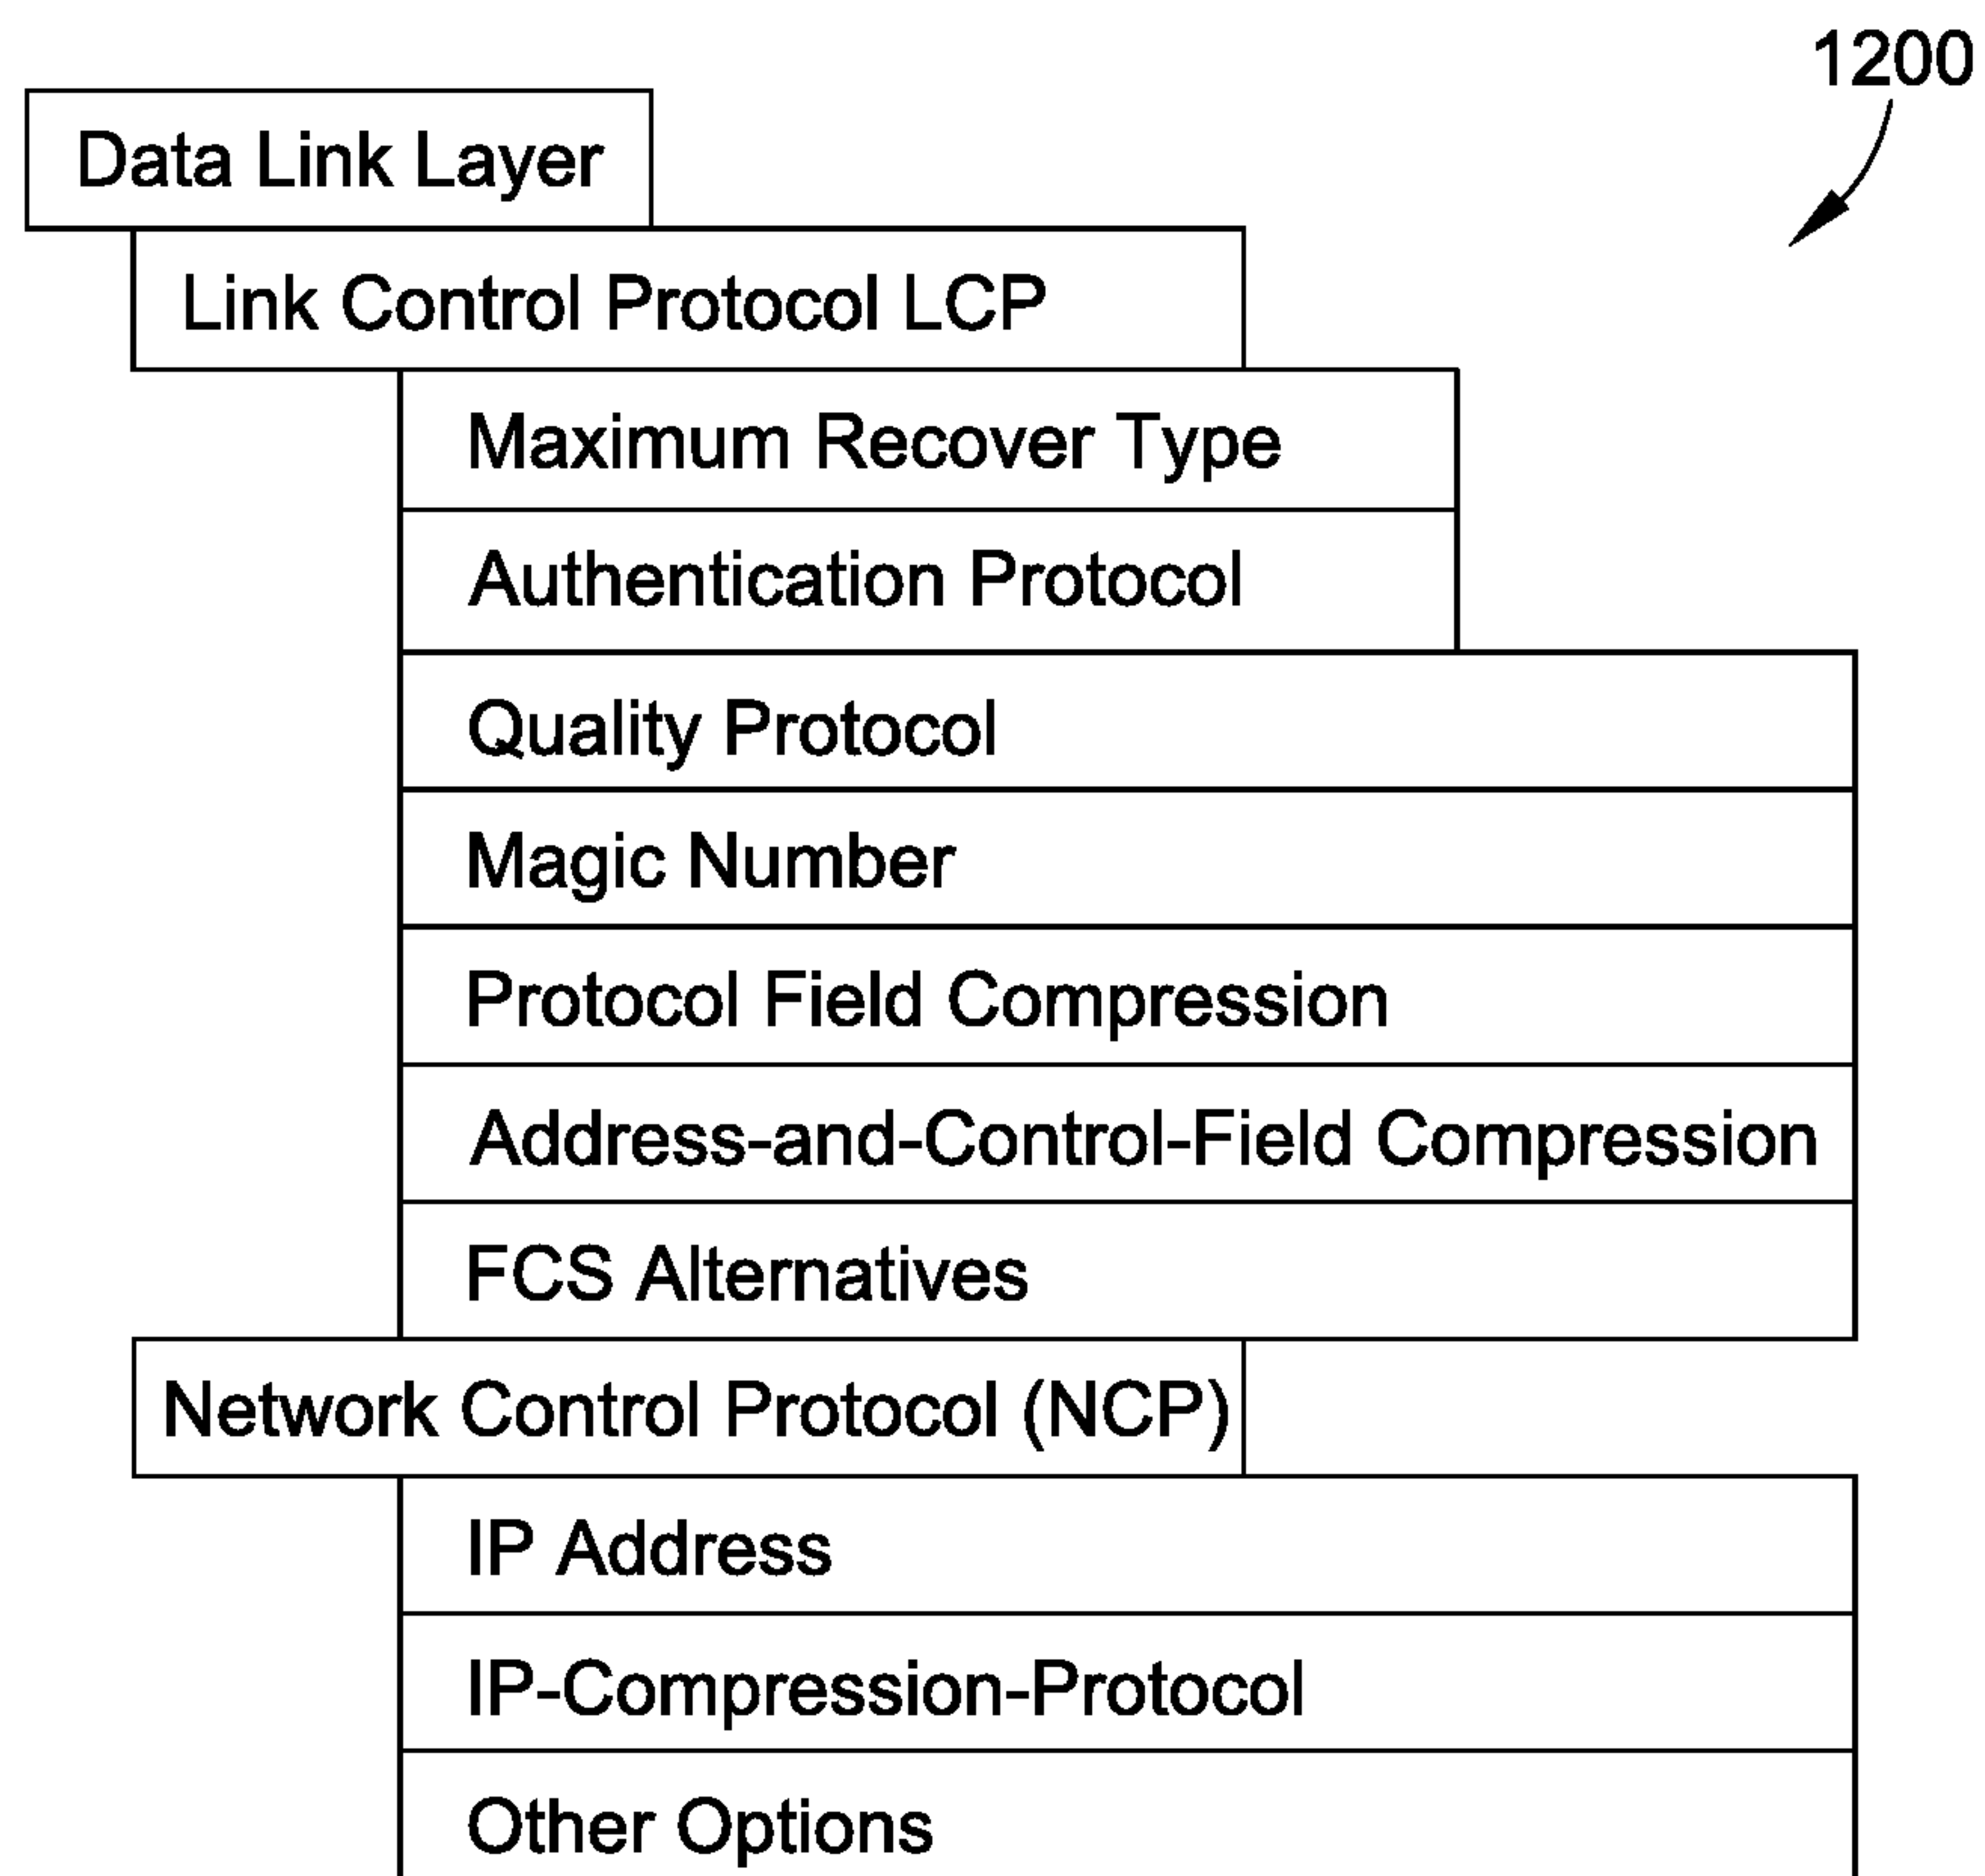 1200
Data Link Layer
Link Control Protocol LCP
Maximum Recover Type
Authentication Protocol
Quality Protocol
Magic Number
Protocol Field Compression
Address-and-Control-Field Compression
FCS Alternatives
Network Control Protocol (NCP)
IP Address
IP-Compression-Protocol
Other Options